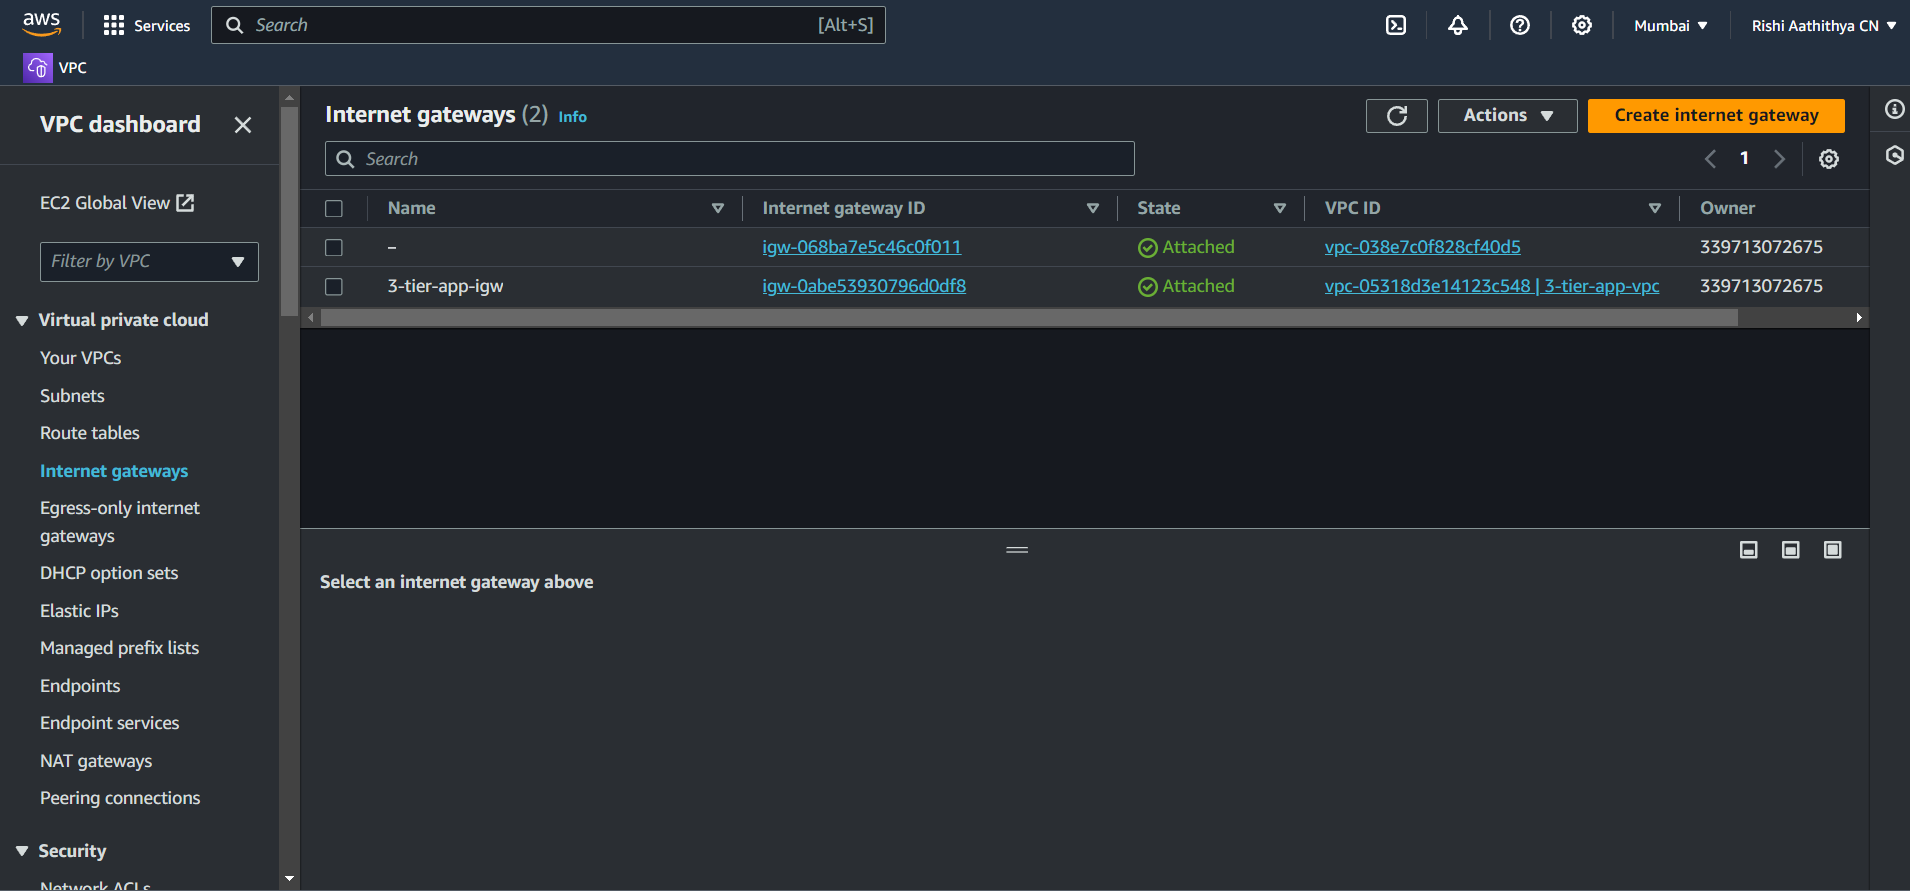 aws
Services
Search
[Alt+S]
Mumbai ▼
Rishi Aathithya CN ▼
VPC
VPC dashboard
EC2 Global View
Filter by VPC
Virtual private cloud
Your VPCs
Subnets
Route tables
Internet gateways
Egress-only internet
gateways
DHCP option sets
Elastic IPs
Managed prefix lists
Endpoints
Endpoint services
NAT gateways
Peering connections
Security
Network ACLs
Internet gateways (2) Info
Actions ▼
Create internet gateway
Search
1
Name Internet gateway ID State VPC ID Owner
– igw-068ba7e5c46c0f011 Attached vpc-038e7c0f828cf40d5 339713072675
3-tier-app-igw igw-0abe53930796d0df8 Attached vpc-05318d3e14123c548 | 3-tier-app-vpc 339713072675
Select an internet gateway above